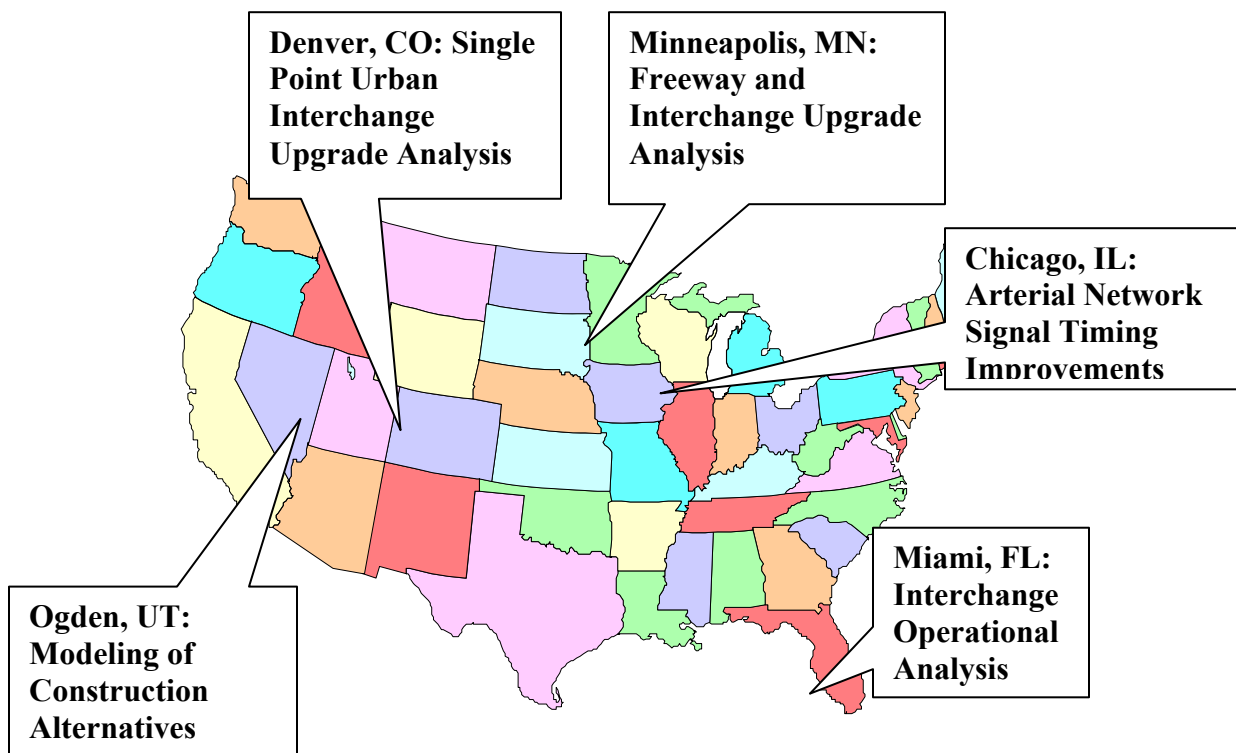 Denver, CO: Single
Point Urban
Interchange
Upgrade Analysis
Minneapolis, MN:
Freeway and
Interchange Upgrade
Analysis
Chicago, IL:
Arterial Network
Signal Timing
Improvements
Miami, FL:
Interchange
Operational
Analysis
Ogden, UT:
Modeling of
Construction
Alternatives